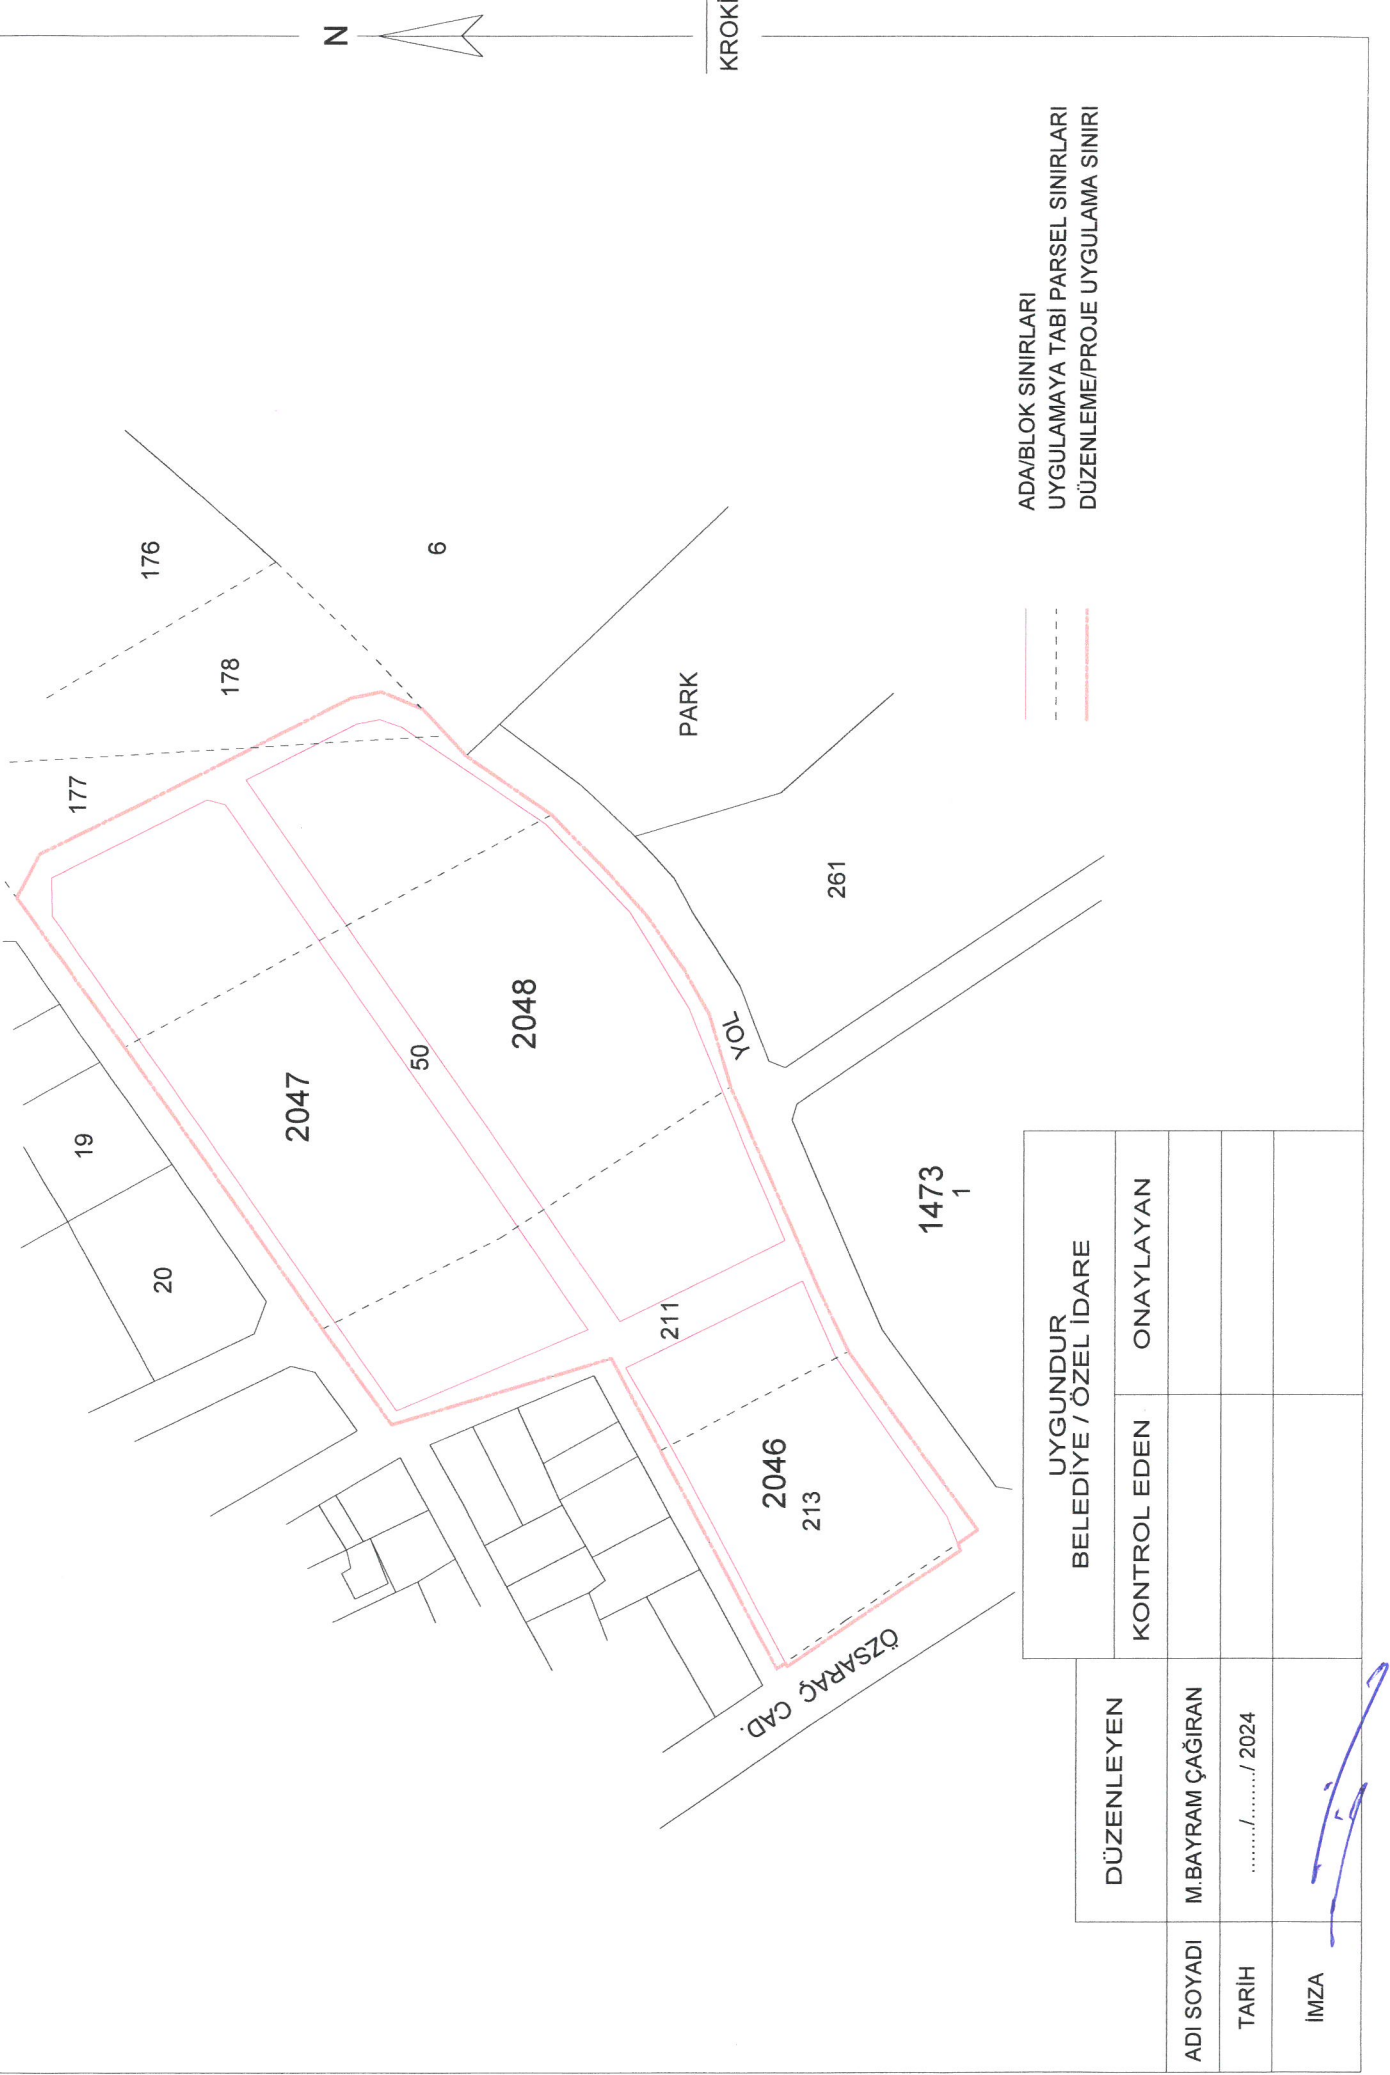 N
KROKİ
176
6
178
177
PARK
261
2048
2047
50
YOL
19
20
211
1473
1
2046
213
ÖZSARAÇ CAD.
ADA/BLOK SINIRLARI
UYGULAMAYA TABİ PARSEL SINIRLARI
DÜZENLEME/PROJE UYGULAMA SINIRI
UYGUNDUR
BELEDİYE / ÖZEL İDARE
DÜZENLEYEN
KONTROL EDEN
ONAYLAYAN
ADI SOYADI
M.BAYRAM ÇAĞIRAN
TARİH
......../......../ 2024
İMZA